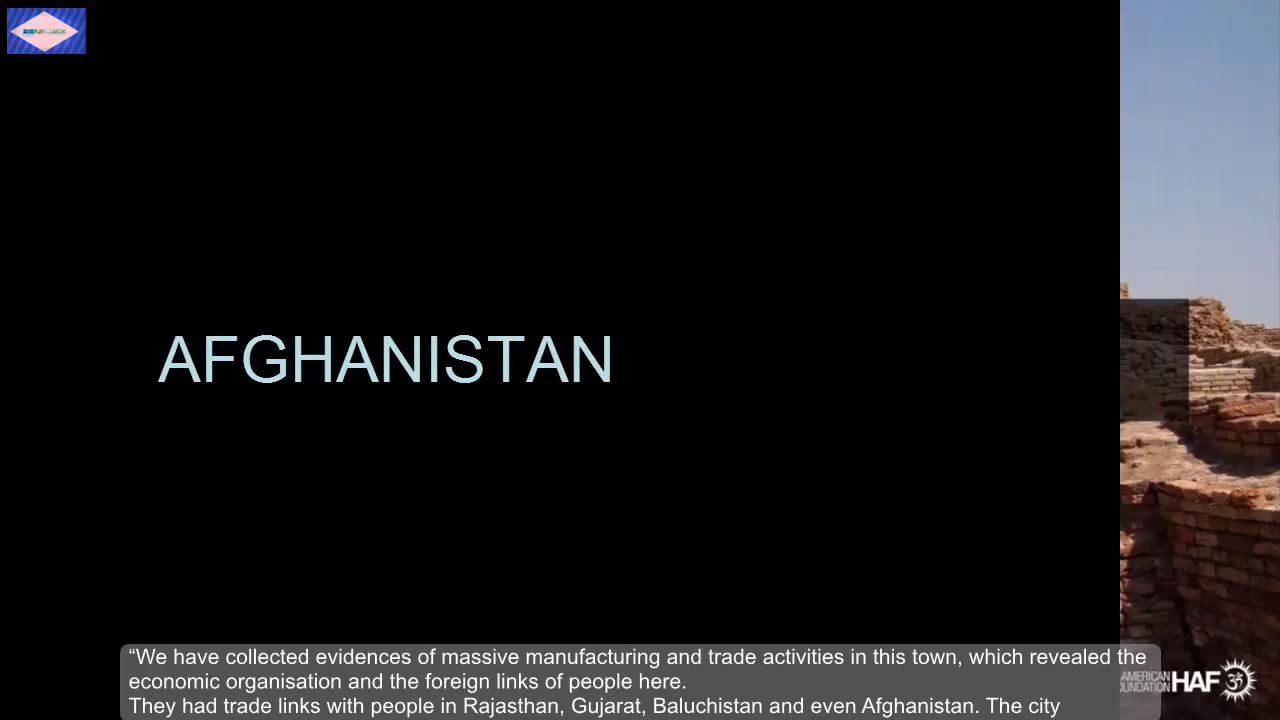 AFGHANISTAN
“We have collected evidences of massive manufacturing and trade activities in this town, which revealed the
economic organisation and the foreign links of people here.
They had trade links with people in Rajasthan, Gujarat, Baluchistan and even Afghanistan. The city
AMERICAN
HAF